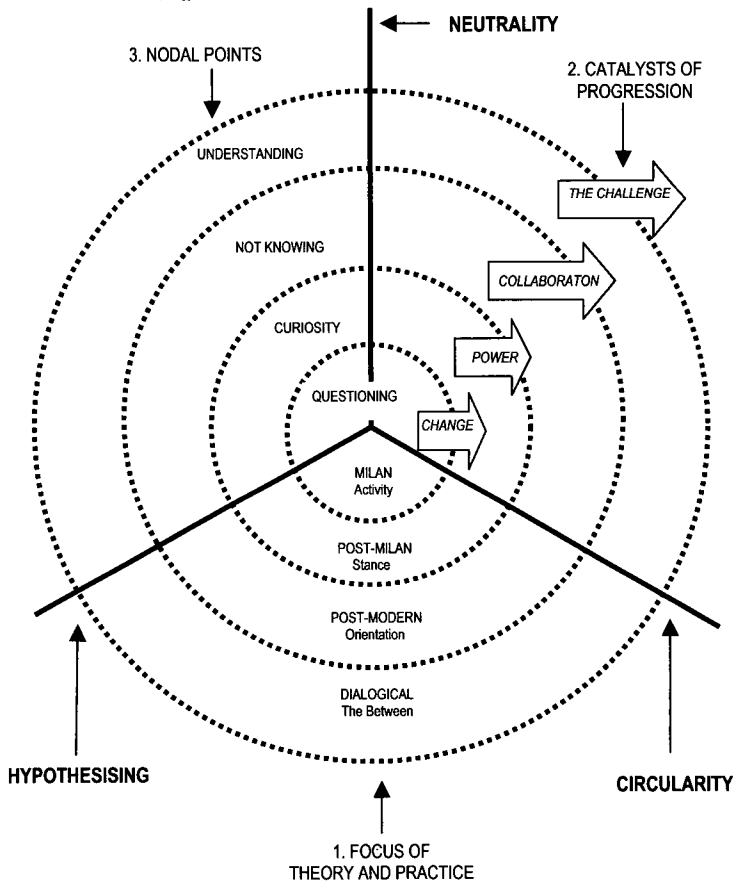 NEUTRALITY
3. NODAL POINTS
2. CATALYSTS OF
PROGRESSION
UNDERSTANDING
THE CHALLENGE
NOT KNOWING
COLLABORATON
CURIOSITY
POWER
QUESTIONING
CHANGE
MILAN
Activity
POST-MILAN
Stance
POST-MODERN
Orientation
DIALOGICAL
The Between
HYPOTHESISING
CIRCULARITY
1. FOCUS OF
THEORY AND PRACTICE